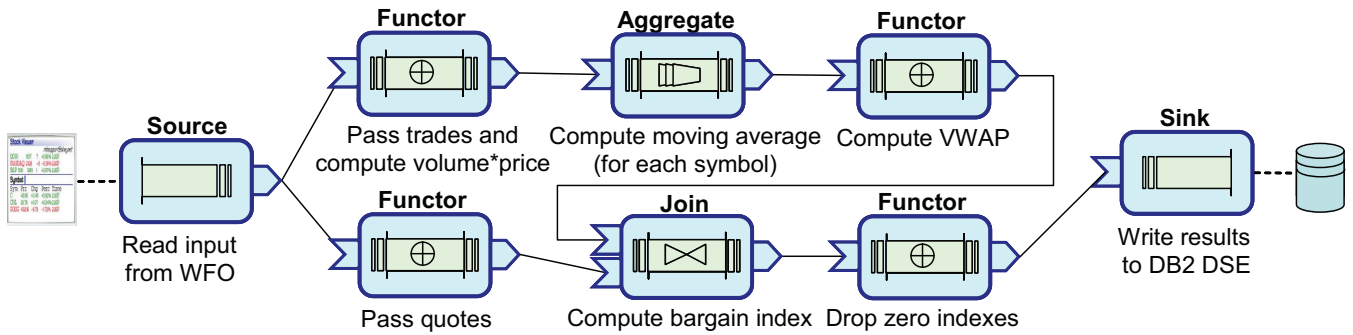 Functor
Aggregate
Functor
Source
Sink
Stock Viewer
Symbol
Pass trades and
compute volume*price
Compute moving average
(for each symbol)
Compute VWAP
Functor
Join
Functor
Read input
from WFO
Write results
to DB2 DSE
Pass quotes
Compute bargain index
Drop zero indexes